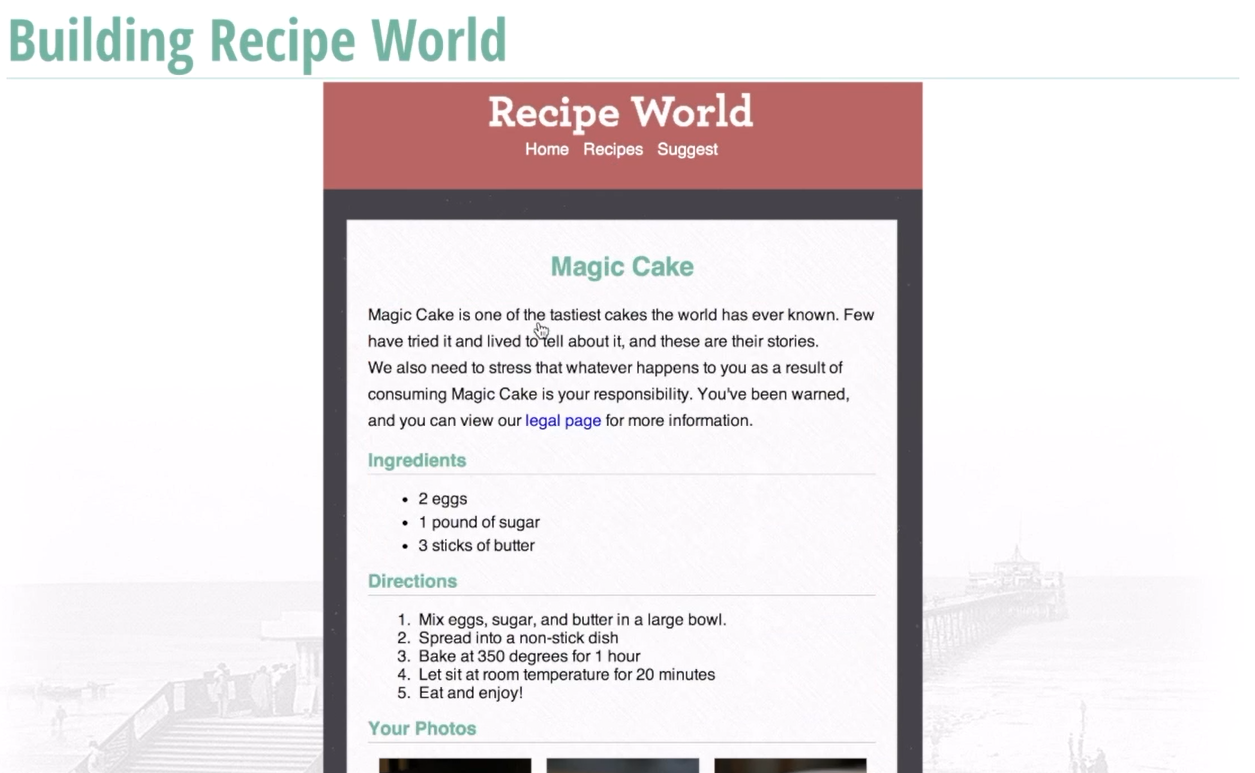 Building Recipe World
Recipe World
Home Recipes Suggest
Magic Cake
Magic Cake is one of the tastiest cakes the world has ever known. Few
have tried it and lived to tell about it, and these are their stories.
We also need to stress that whatever happens to you as a result of
consuming Magic Cake is your responsibility. You've been warned,
and you can view our legal page for more information.
Ingredients
• 2 eggs
• 1 pound of sugar
• 3 sticks of butter
Directions
1. Mix eggs, sugar, and butter in a large bowl.
2. Spread into a non-stick dish
3. Bake at 350 degrees for 1 hour
4. Let sit at room temperature for 20 minutes
5. Eat and enjoy!
Your Photos